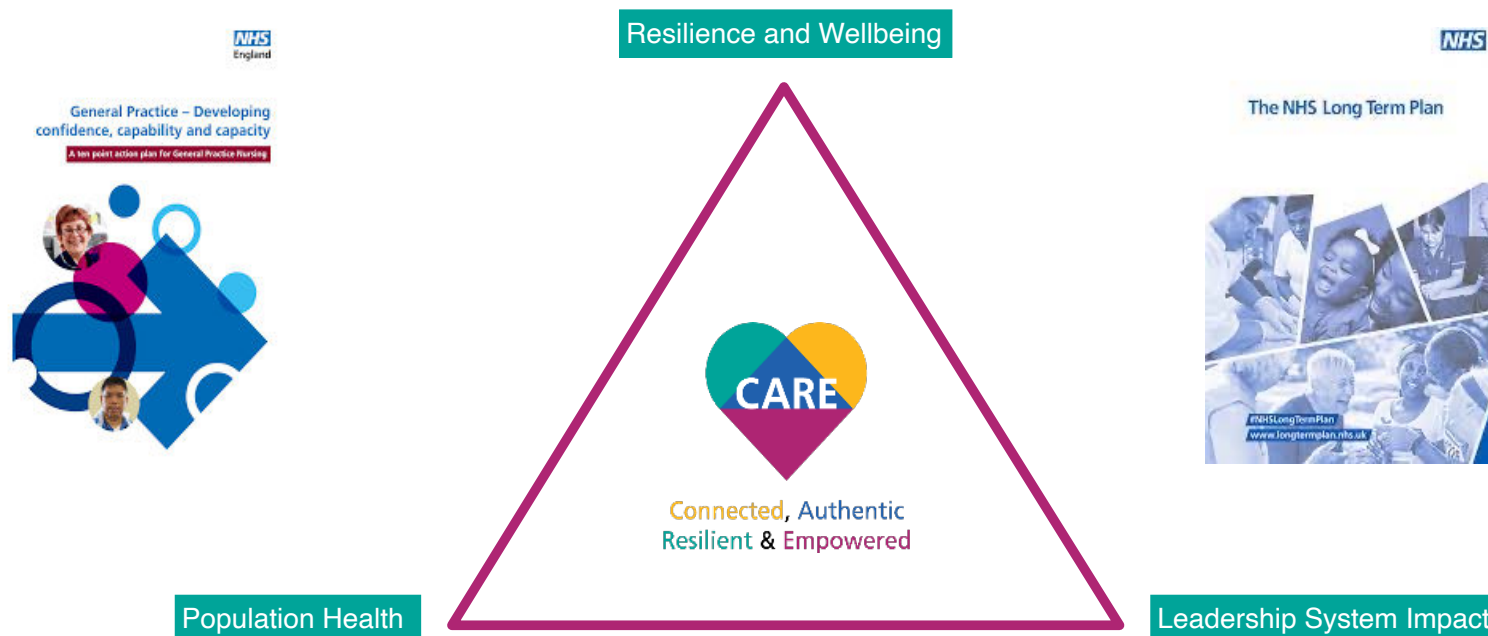 Resilience and Wellbeing
NHS
England
General Practice – Developing
confidence, capability and capacity
A ten point action plan for General Practice Nursing
NHS
The NHS Long Term Plan
#NHSLongTermPlan
www.longtermplan.nhs.uk
CARE
Connected, Authentic
Resilient & Empowered
Population Health
Leadership System Impact